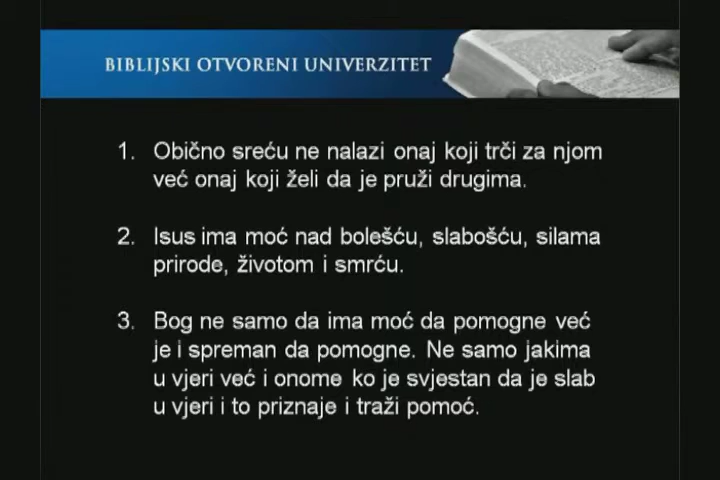 BIBLIJSKI OTVORENI UNIVERZITET
1. Obično sreću ne nalazi onaj koji trči za njom
već onaj koji želi da je pruži drugima.
2. Isus ima moć nad bolešću, slabošću, silama
prirode, životom i smrću.
3. Bog ne samo da ima moć da pomogne već
je i spreman da pomogne. Ne samo jakima
u vjeri već i onome ko je svjestan da je slab
u vjeri i to priznaje i traži pomoć.